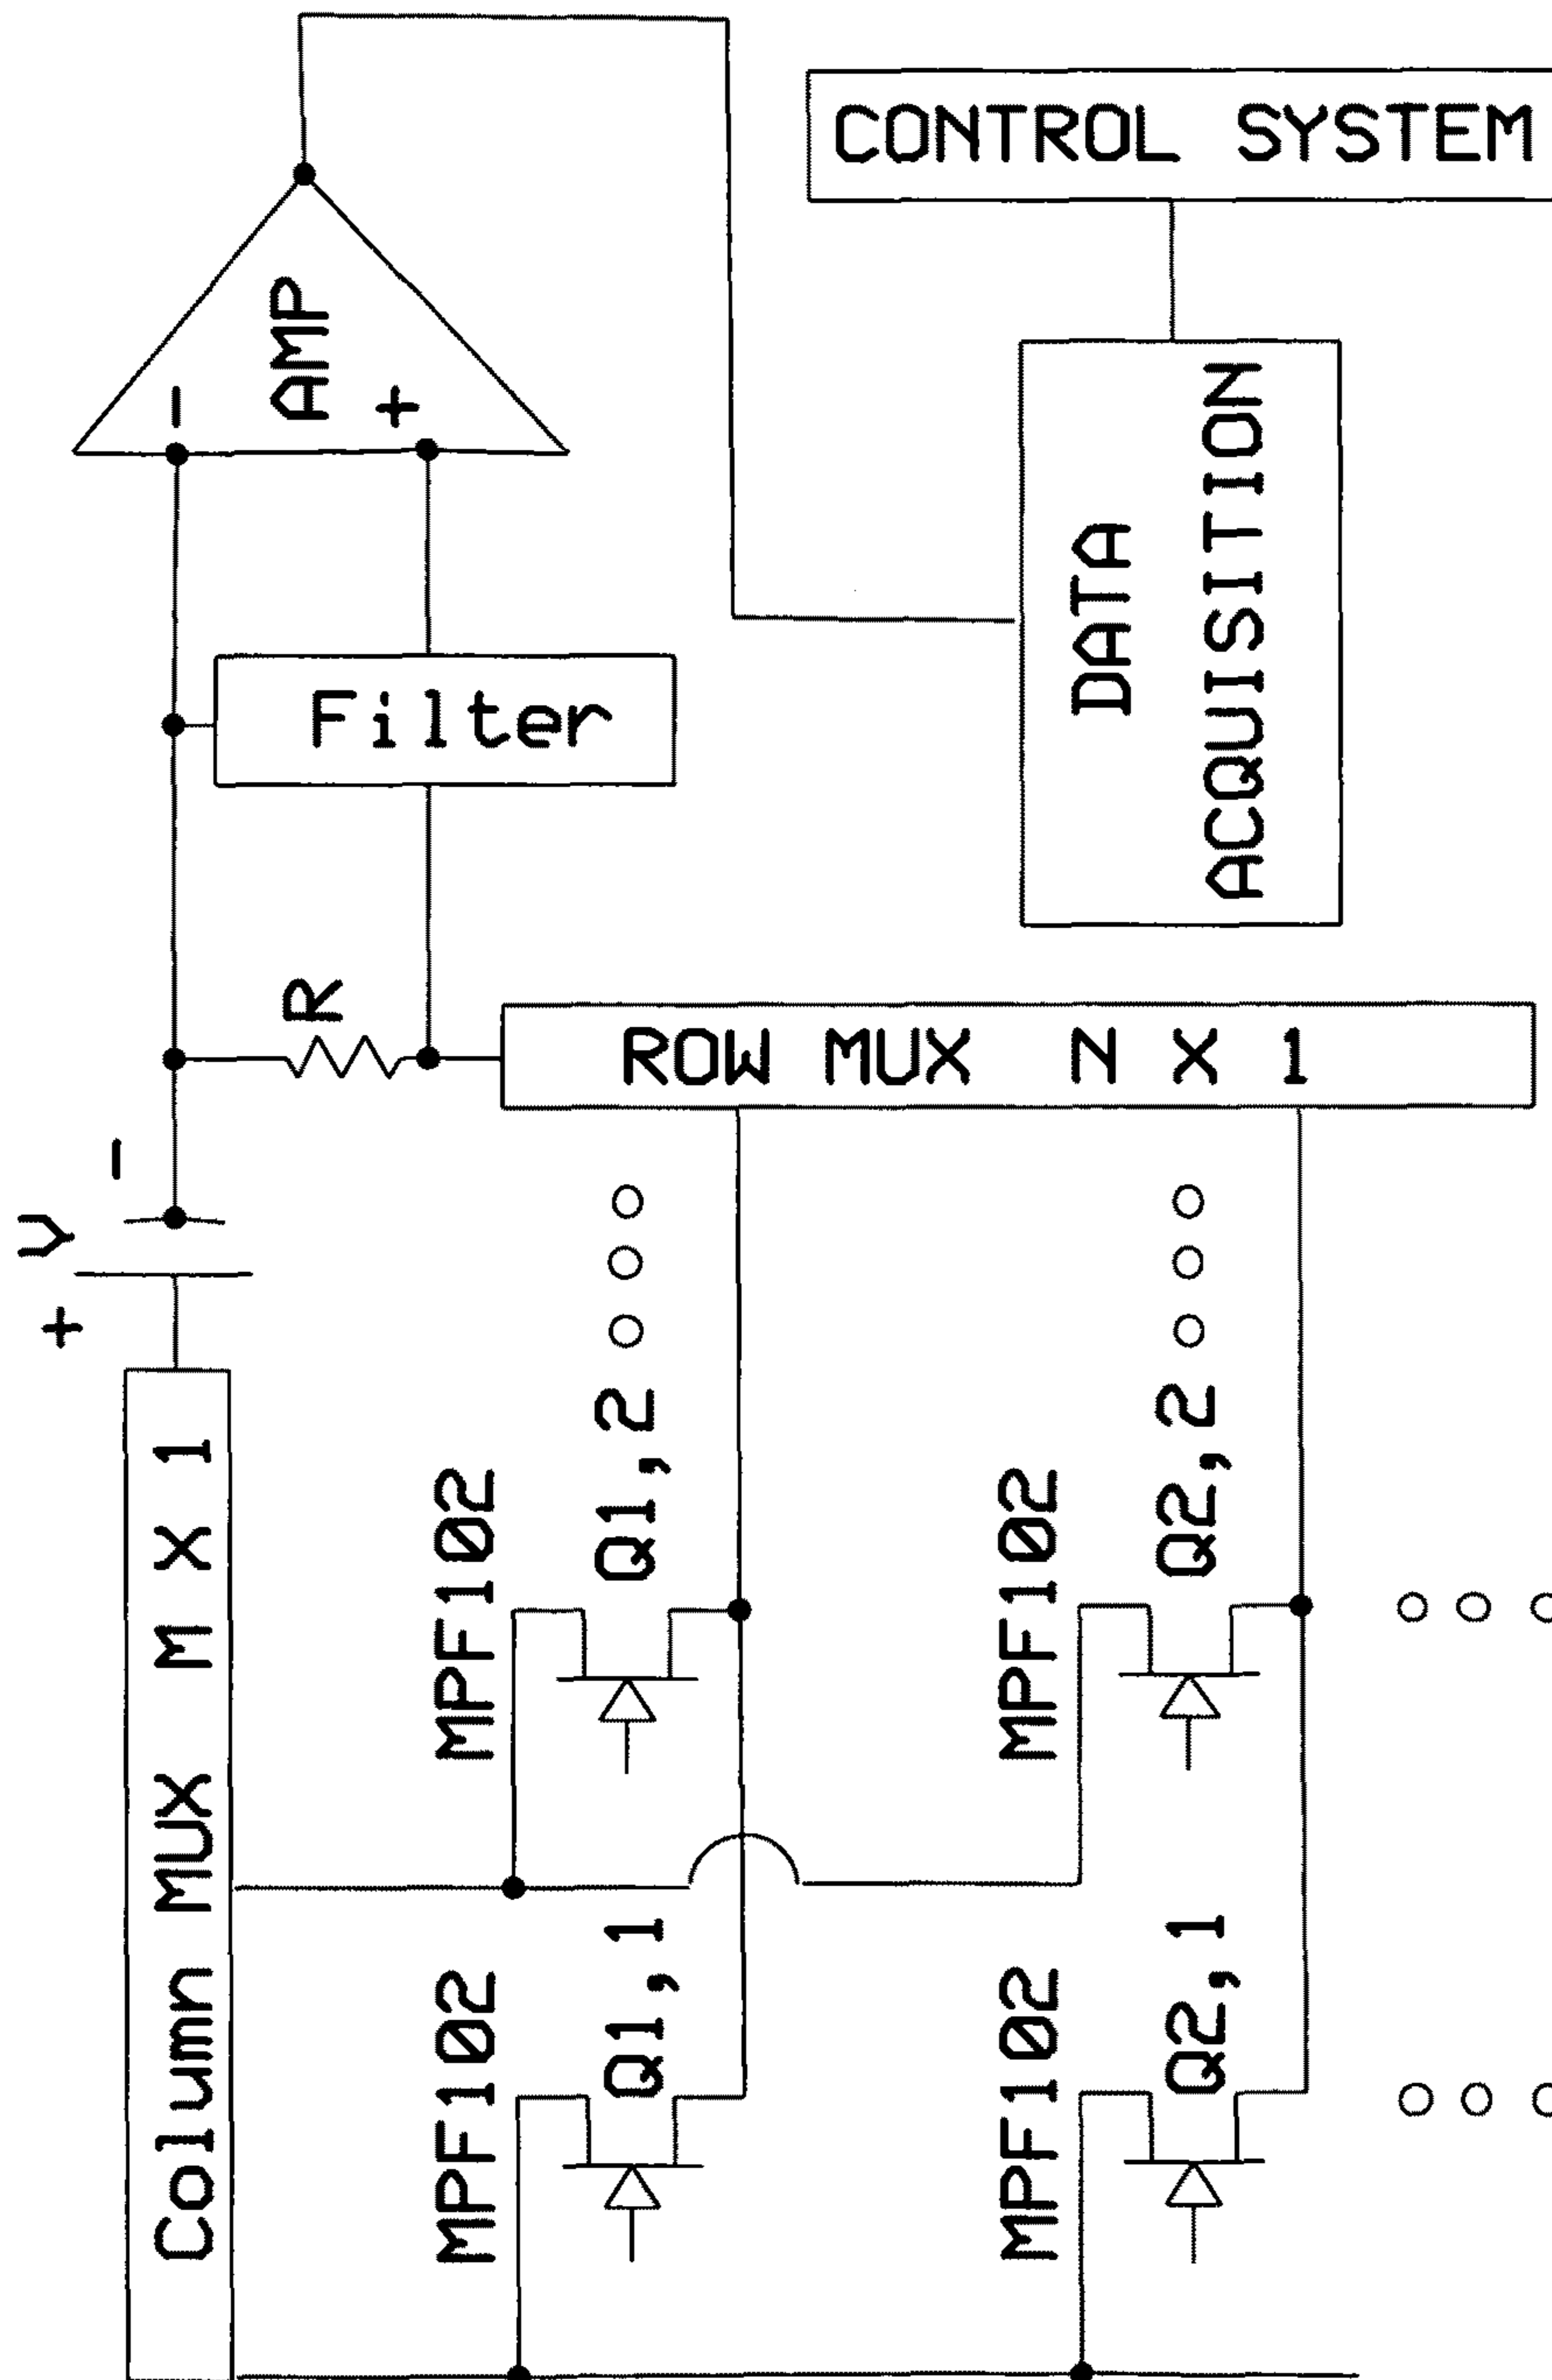 CONTROL SYSTEM
AMP
-
+
DATA
ACQUISITION
Filter
R
ROW MUX N X 1
-
V
+
Column MUX M X 1
MPF102
Q1,2
MPF102
Q2,2
MPF102
Q1,1
MPF102
Q2,1